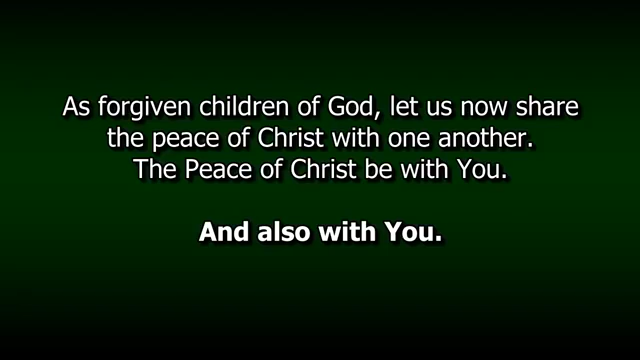 As forgiven children of God, let us now share
the peace of Christ with one another.
The Peace of Christ be with You.
And also with You.